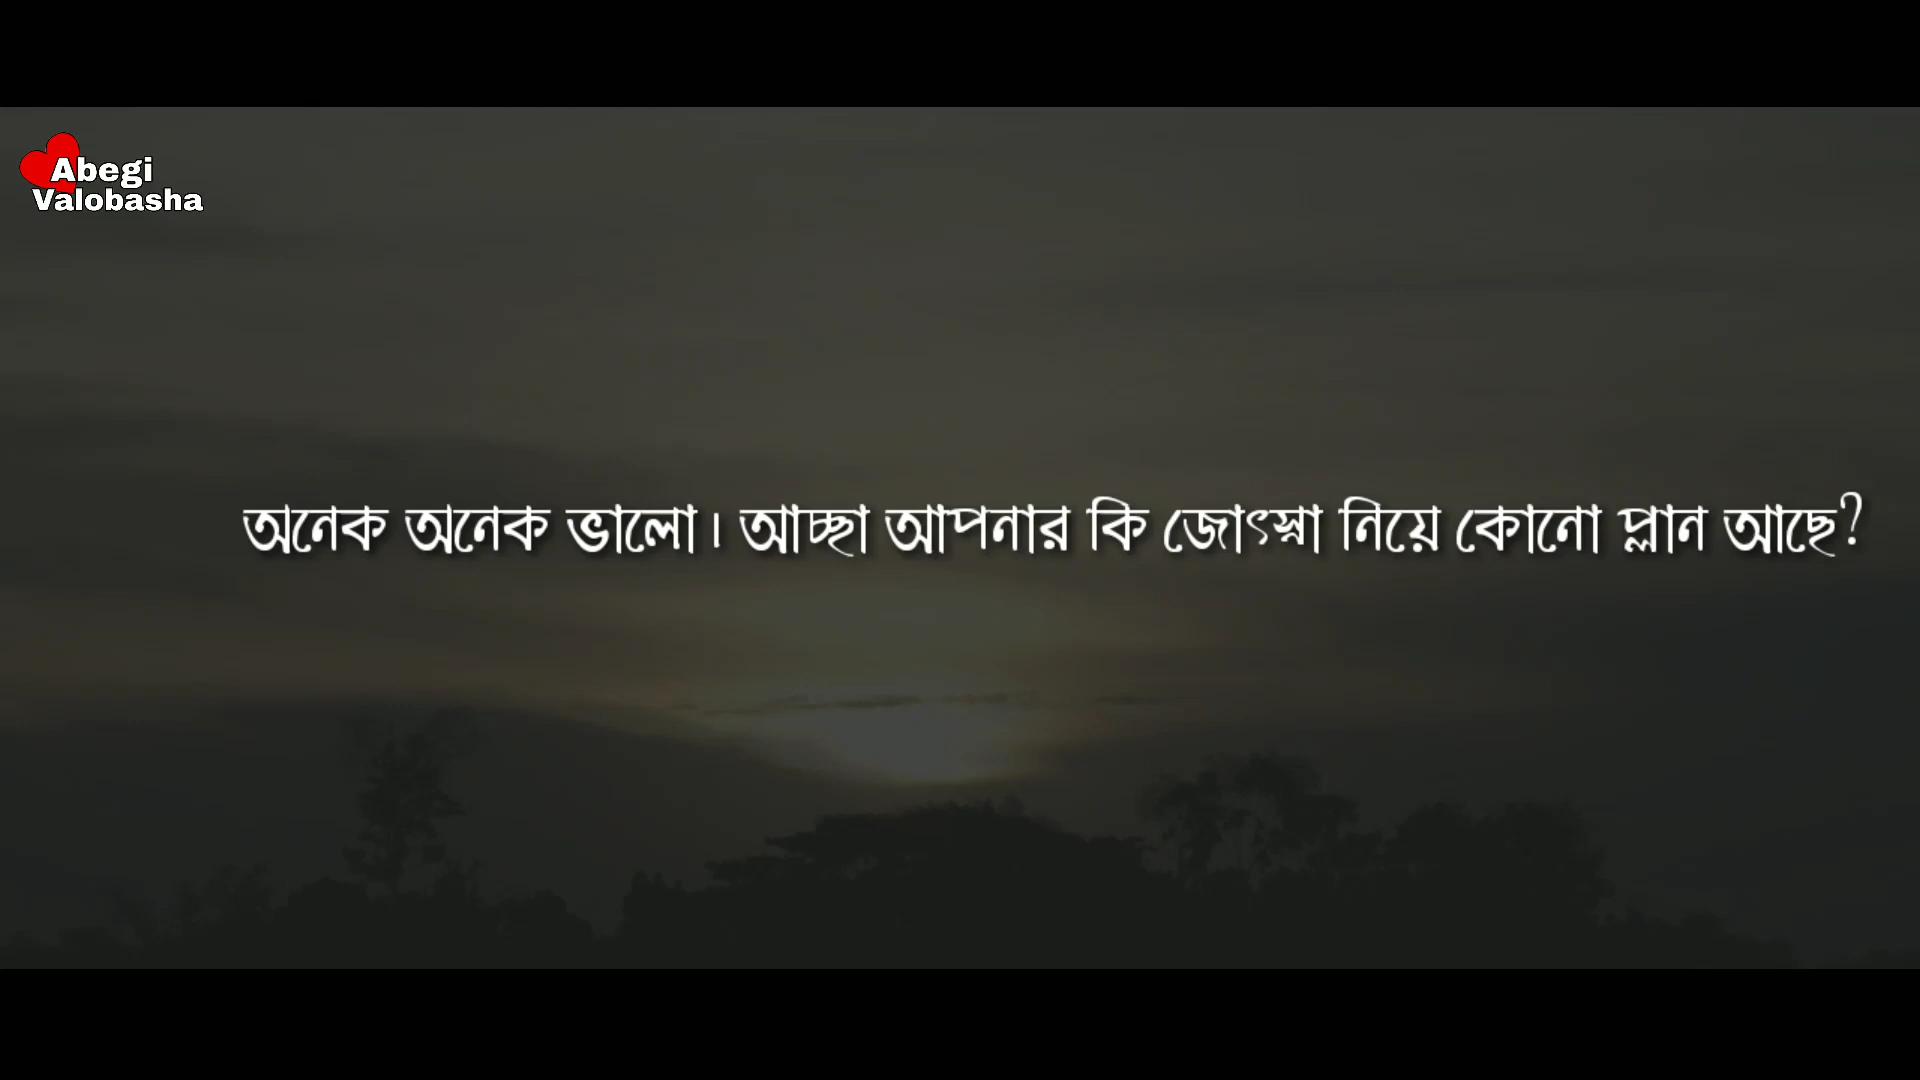 Abegi
Valobasha
অনেক অনেক ভালো। আচ্ছা আপনার কি জোৎস্না নিয়ে কোনো প্লান আছে?